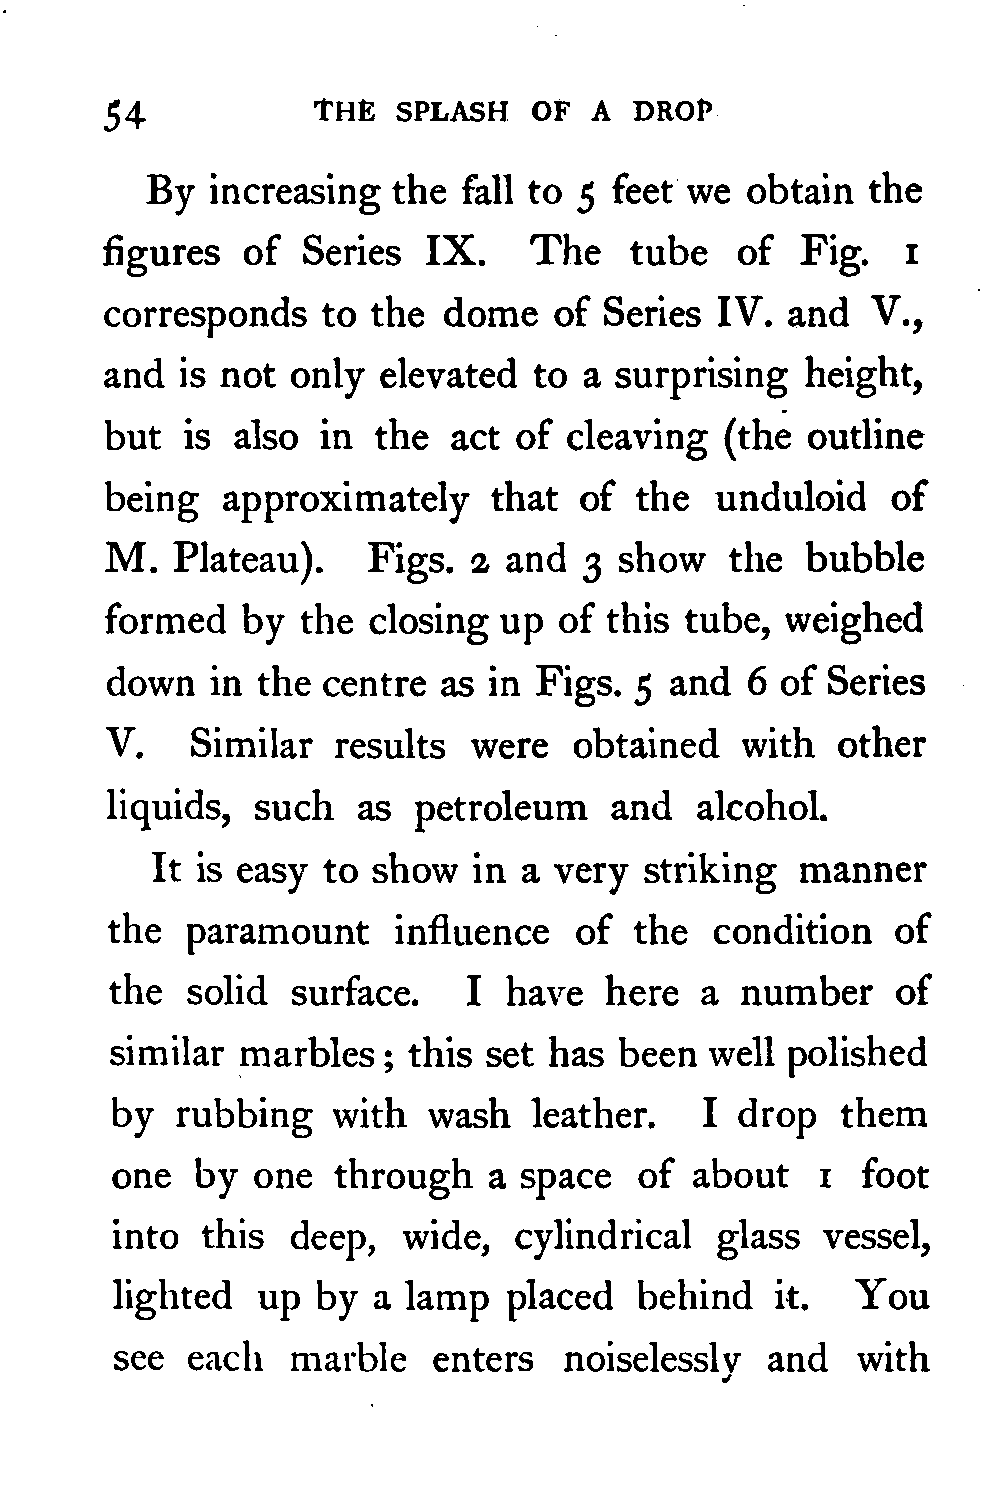 54 THE SPLASH OF A DROP
By increasing the fall to 5 feet we obtain the
figures of Series IX. The tube of Fig. 1
corresponds to the dome of Series IV. and V.,
and is not only elevated to a surprising height,
but is also in the act of cleaving (the outline
being approximately that of the unduloid of
M. Plateau). Figs. 2 and 3 show the bubble
formed by the closing up of this tube, weighed
down in the centre as in Figs. 5 and 6 of Series
V. Similar results were obtained with other
liquids, such as petroleum and alcohol.
It is easy to show in a very striking manner
the paramount influence of the condition of
the solid surface. I have here a number of
similar marbles; this set has been well polished
by rubbing with wash leather. I drop them
one by one through a space of about 1 foot
into this deep, wide, cylindrical glass vessel,
lighted up by a lamp placed behind it. You
see each marble enters noiselessly and with